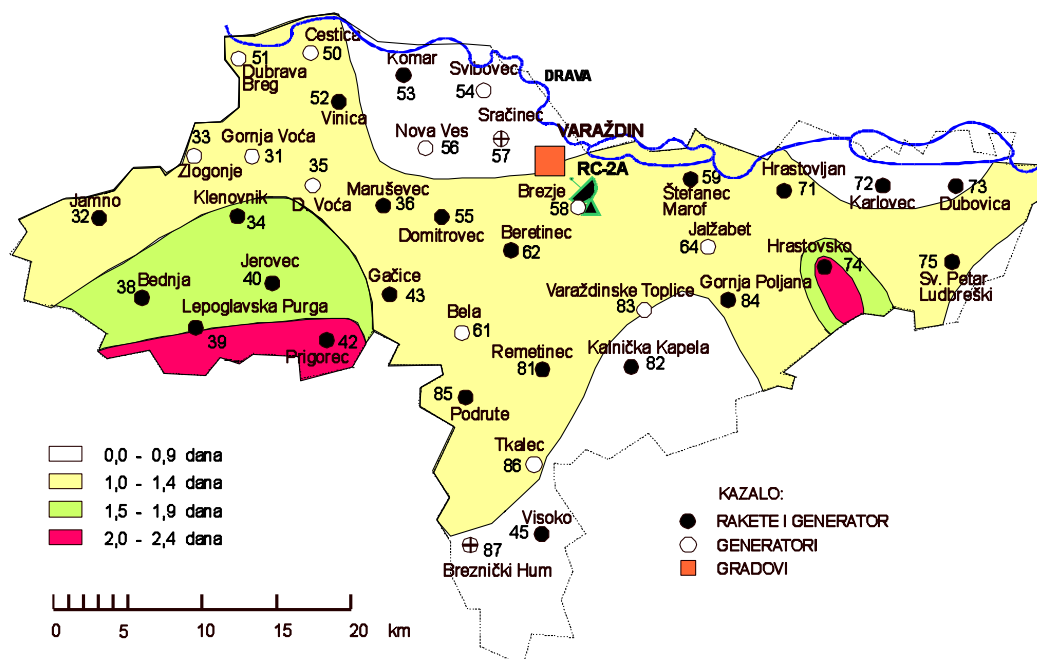 Cestica
50
51
Dubrava
Breg
Komar
53
Svibovec
54
DRAVA
52
Vinica
Sračinec
57
Nova Ves
56
VARAŽDIN
33
Zlogonje
Gornja Voća
31
35
D. Voća
RC-2A
Brezje
58
59
Štefanec
Marof
Hrastovljan
71
72
Karlovec
73
Dubovica
Jamno
32
Klenovnik
34
Maruševec
36
55
Domitrovec
Beretinec
62
Jatžabet
64
Hrastovsko
74
75
Sv. Petar
Ludbreški
Bednja
38
Jerovec
40
Gačice
43
Gornja Poljana
84
Varaždinske Toplice
83
Lepoglavska Purga
39
42
Prigorec
Bela
61
Remetinec
81
Kalnička Kapela
82
85
Podrute
Tkalec
86
Visoko
45
87
Breznički Hum
0,0 - 0,9 dana
1,0 - 1,4 dana
1,5 - 1,9 dana
2,0 - 2,4 dana
KAZALO:
RAKETE I GENERATOR
GENERATORI
GRADOVI
0 5 10 15 20 km